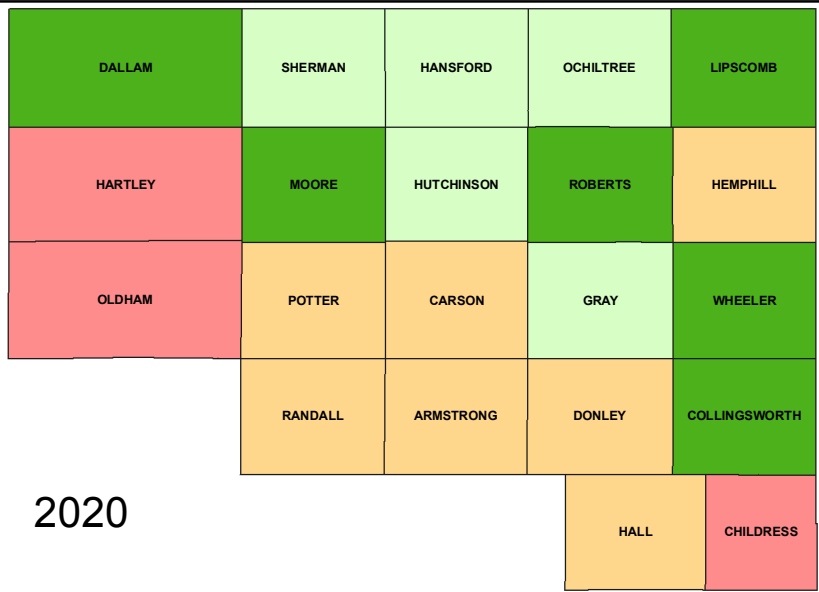 DALLAM
SHERMAN
HANSFORD
OCHILTREE
LIPSCOMB
HARTLEY
MOORE
HUTCHINSON
ROBERTS
HEMPHILL
OLDHAM
POTTER
CARSON
GRAY
WHEELER
RANDALL
ARMSTRONG
DONLEY
COLLINGSWORTH
2020
HALL
CHILDRESS